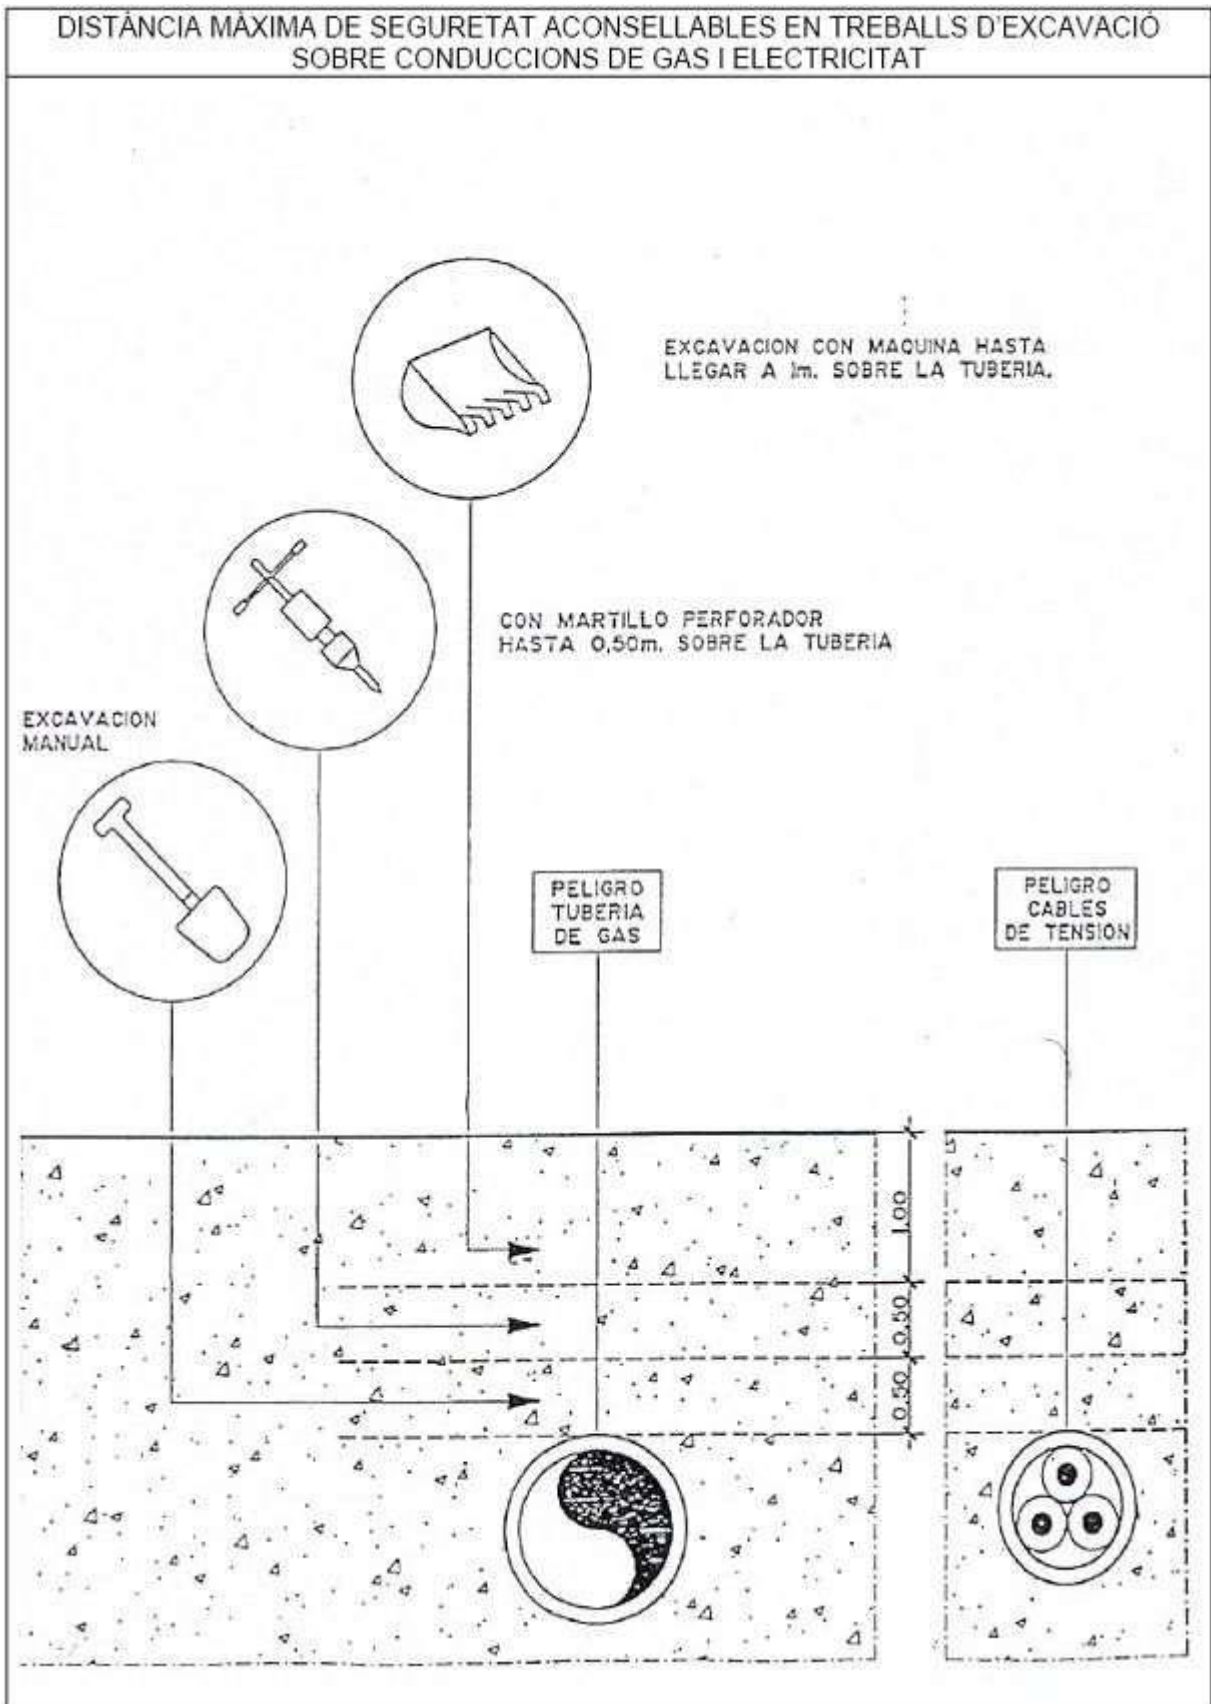 DISTÀNCIA MÀXIMA DE SEGURETAT ACONSELLABLES EN TREBALLS D'EXCAVACIÓ
SOBRE CONDUCCIONS DE GAS I ELECTRICITAT
EXCAVACION CON MAQUINA HASTA
LLEGAR A 1m. SOBRE LA TUBERIA.
CON MARTILLO PERFORADOR
HASTA 0,50m. SOBRE LA TUBERIA
EXCAVACION
MANUAL
PELIGRO
TUBERIA
DE GAS
PELIGRO
CABLES
DE TENSION
1.00
0.50
0.50